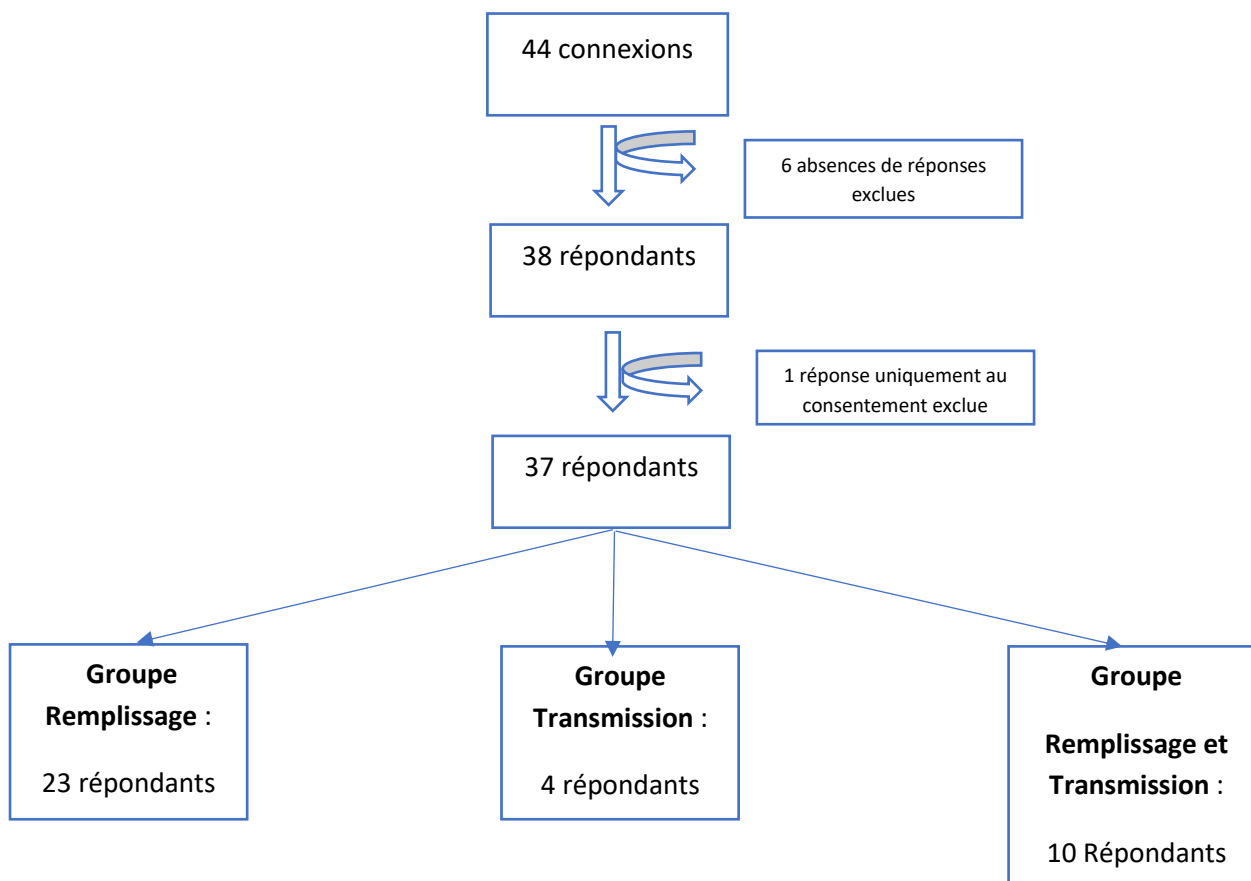 44 connexions
6 absences de réponses
exclues
38 répondants
1 réponse uniquement au
consentement exclue
37 répondants
Groupe
Remplissage :
23 répondants
Groupe
Transmission :
4 répondants
Groupe
Remplissage et
Transmission :
10 Répondants